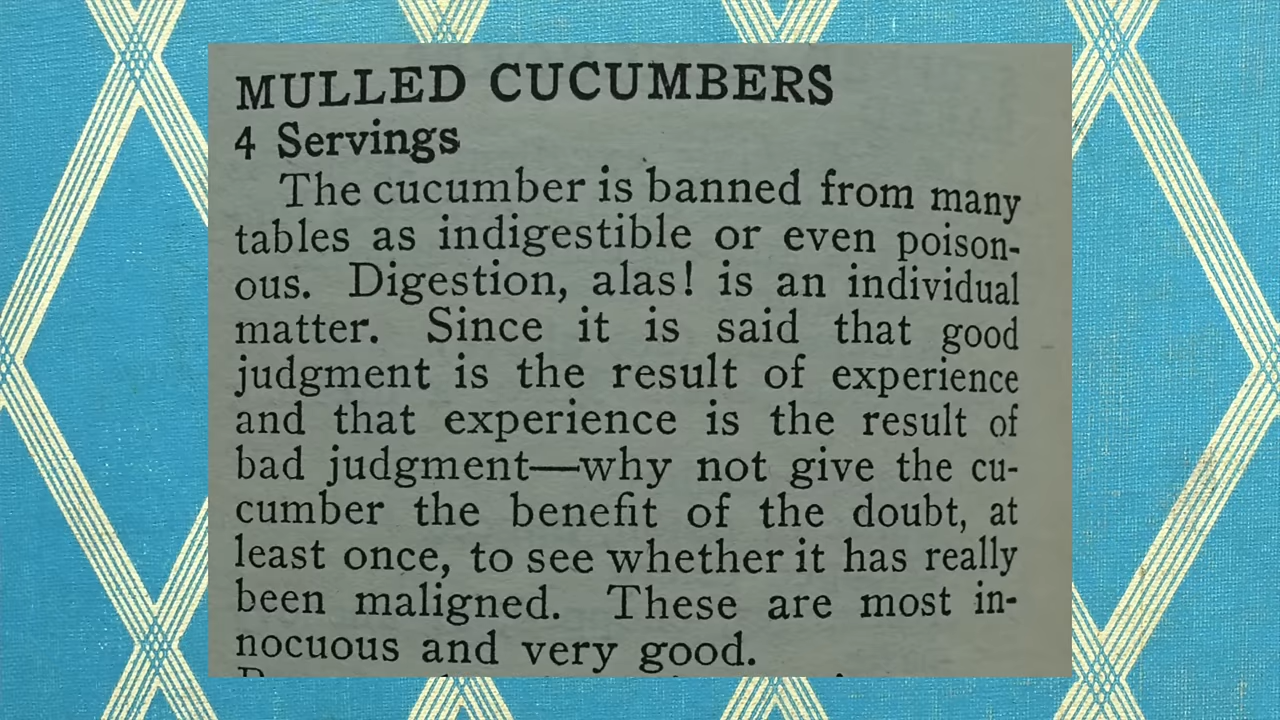 MULLED CUCUMBERS
4 Servings
The cucumber is banned from many
tables as indigestible or even poison-
ous. Digestion, alas! is an individual
matter. Since it is said that good
judgment is the result of experience
and that experience is the result of
bad judgment—why not give the cu-
cumber the benefit of the doubt, at
least once, to see whether it has really
been maligned. These are most in-
nocuous and very good.